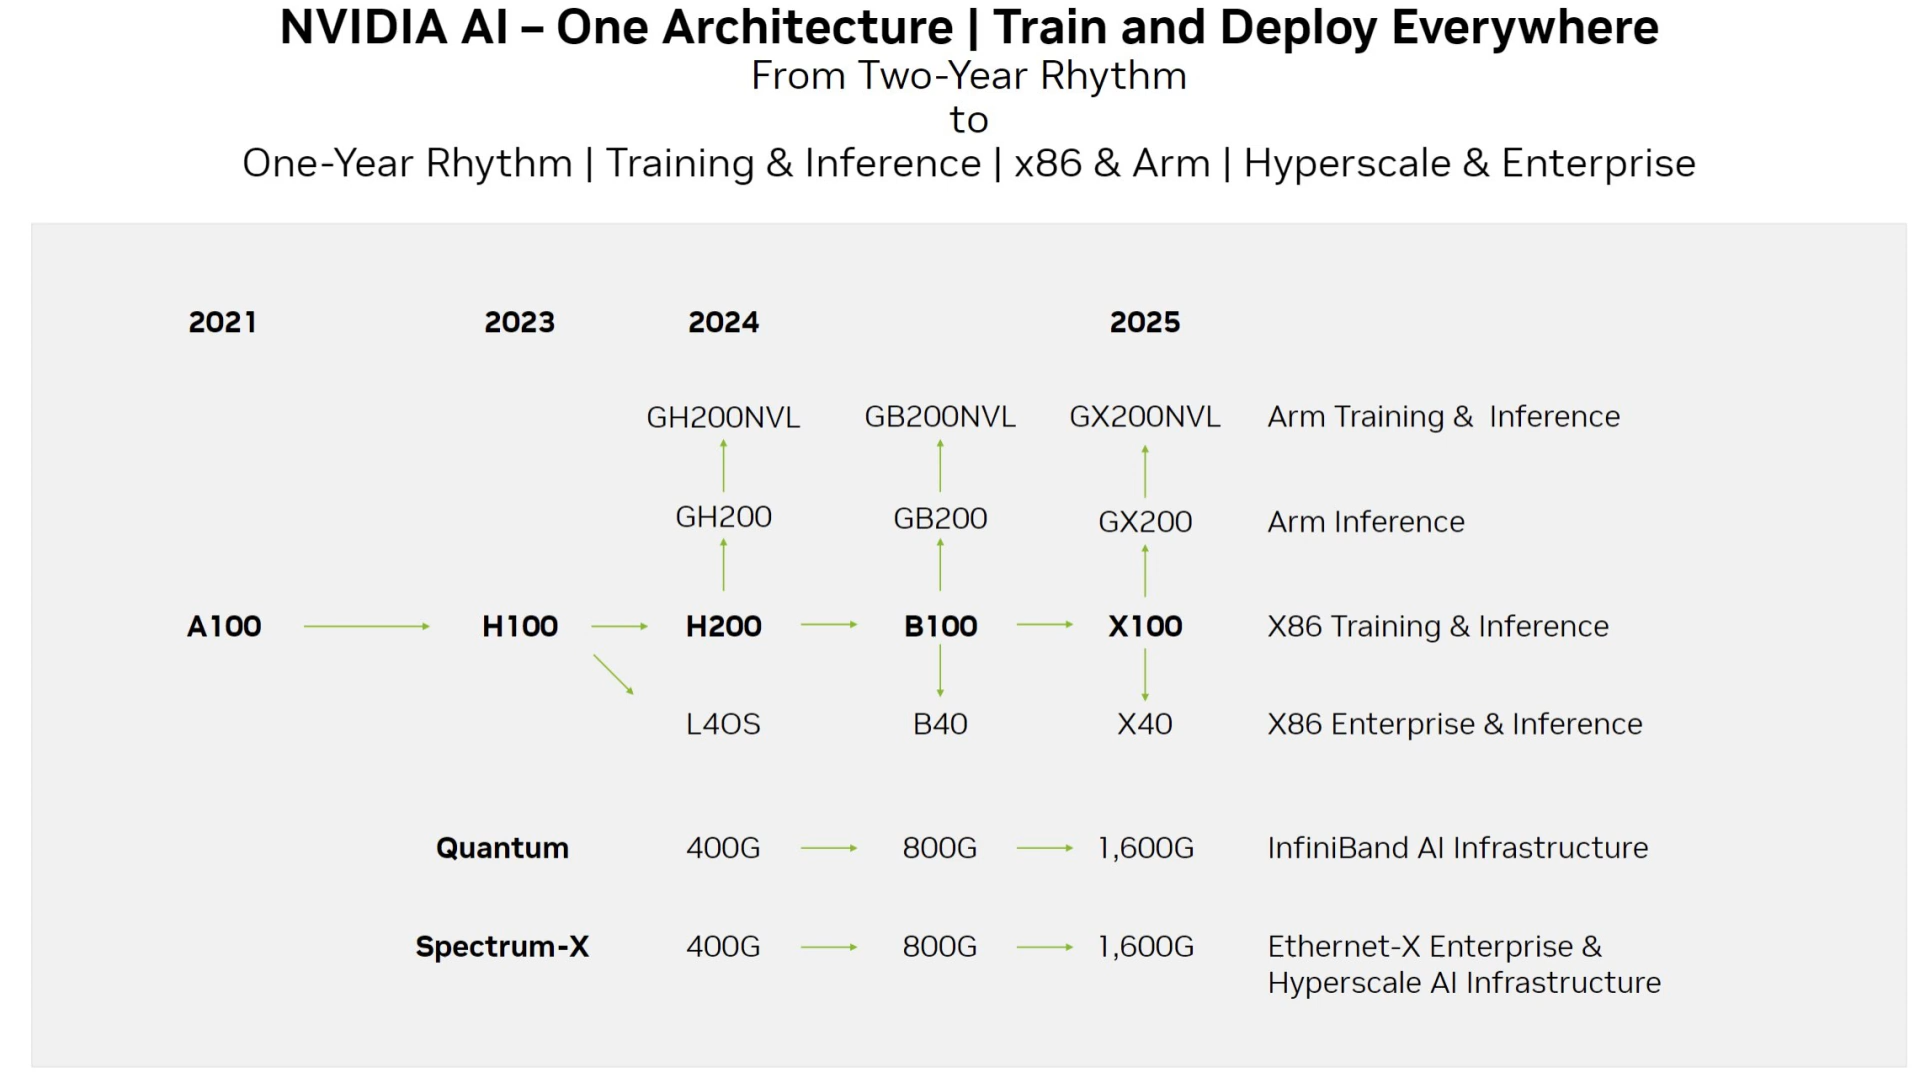 NVIDIA AI – One Architecture | Train and Deploy Everywhere
From Two-Year Rhythm
to
One-Year Rhythm | Training & Inference | x86 & Arm | Hyperscale & Enterprise
2021 2023 2024 2025
GH200NVL GB200NVL GX200NVL Arm Training & Inference
GH200 GB200 GX200 Arm Inference
A100 H100 H200 B100 X100 X86 Training & Inference
L40S B40 X40 X86 Enterprise & Inference
Quantum 400G 800G 1,600G InfiniBand AI Infrastructure
Spectrum-X 400G 800G 1,600G Ethernet-X Enterprise &
Hyperscale AI Infrastructure